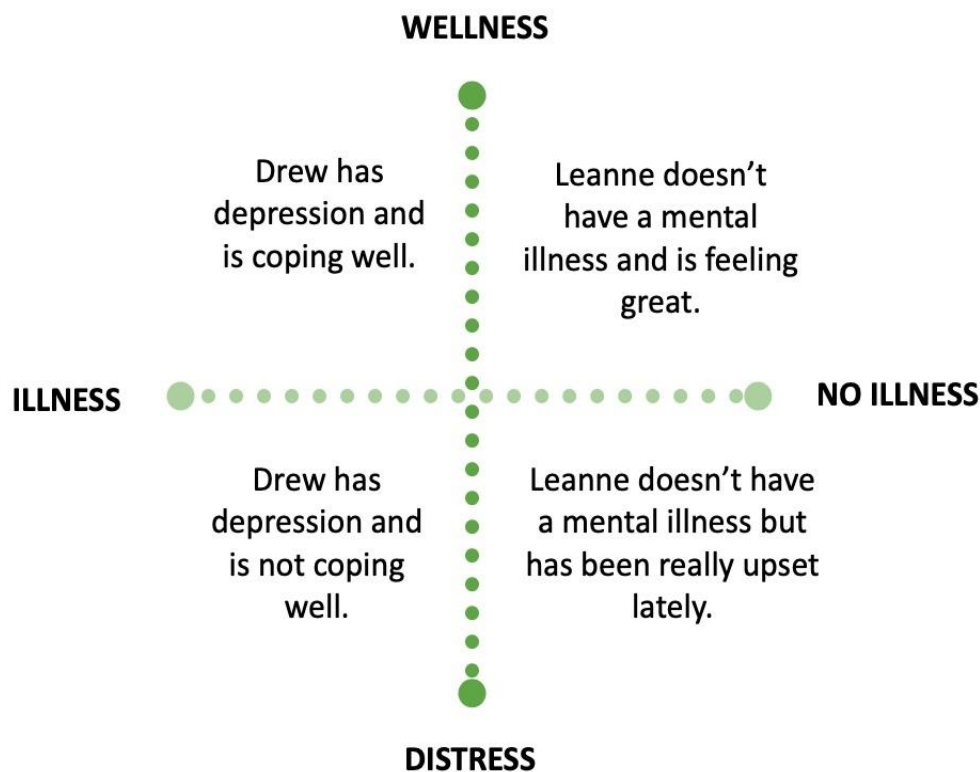 WELLNESS
Drew has
depression and
is coping well.
Leanne doesn’t
have a mental
illness and is feeling
great.
ILLNESS
NO ILLNESS
Drew has
depression and
is not coping
well.
Leanne doesn’t have
a mental illness but
has been really upset
lately.
DISTRESS